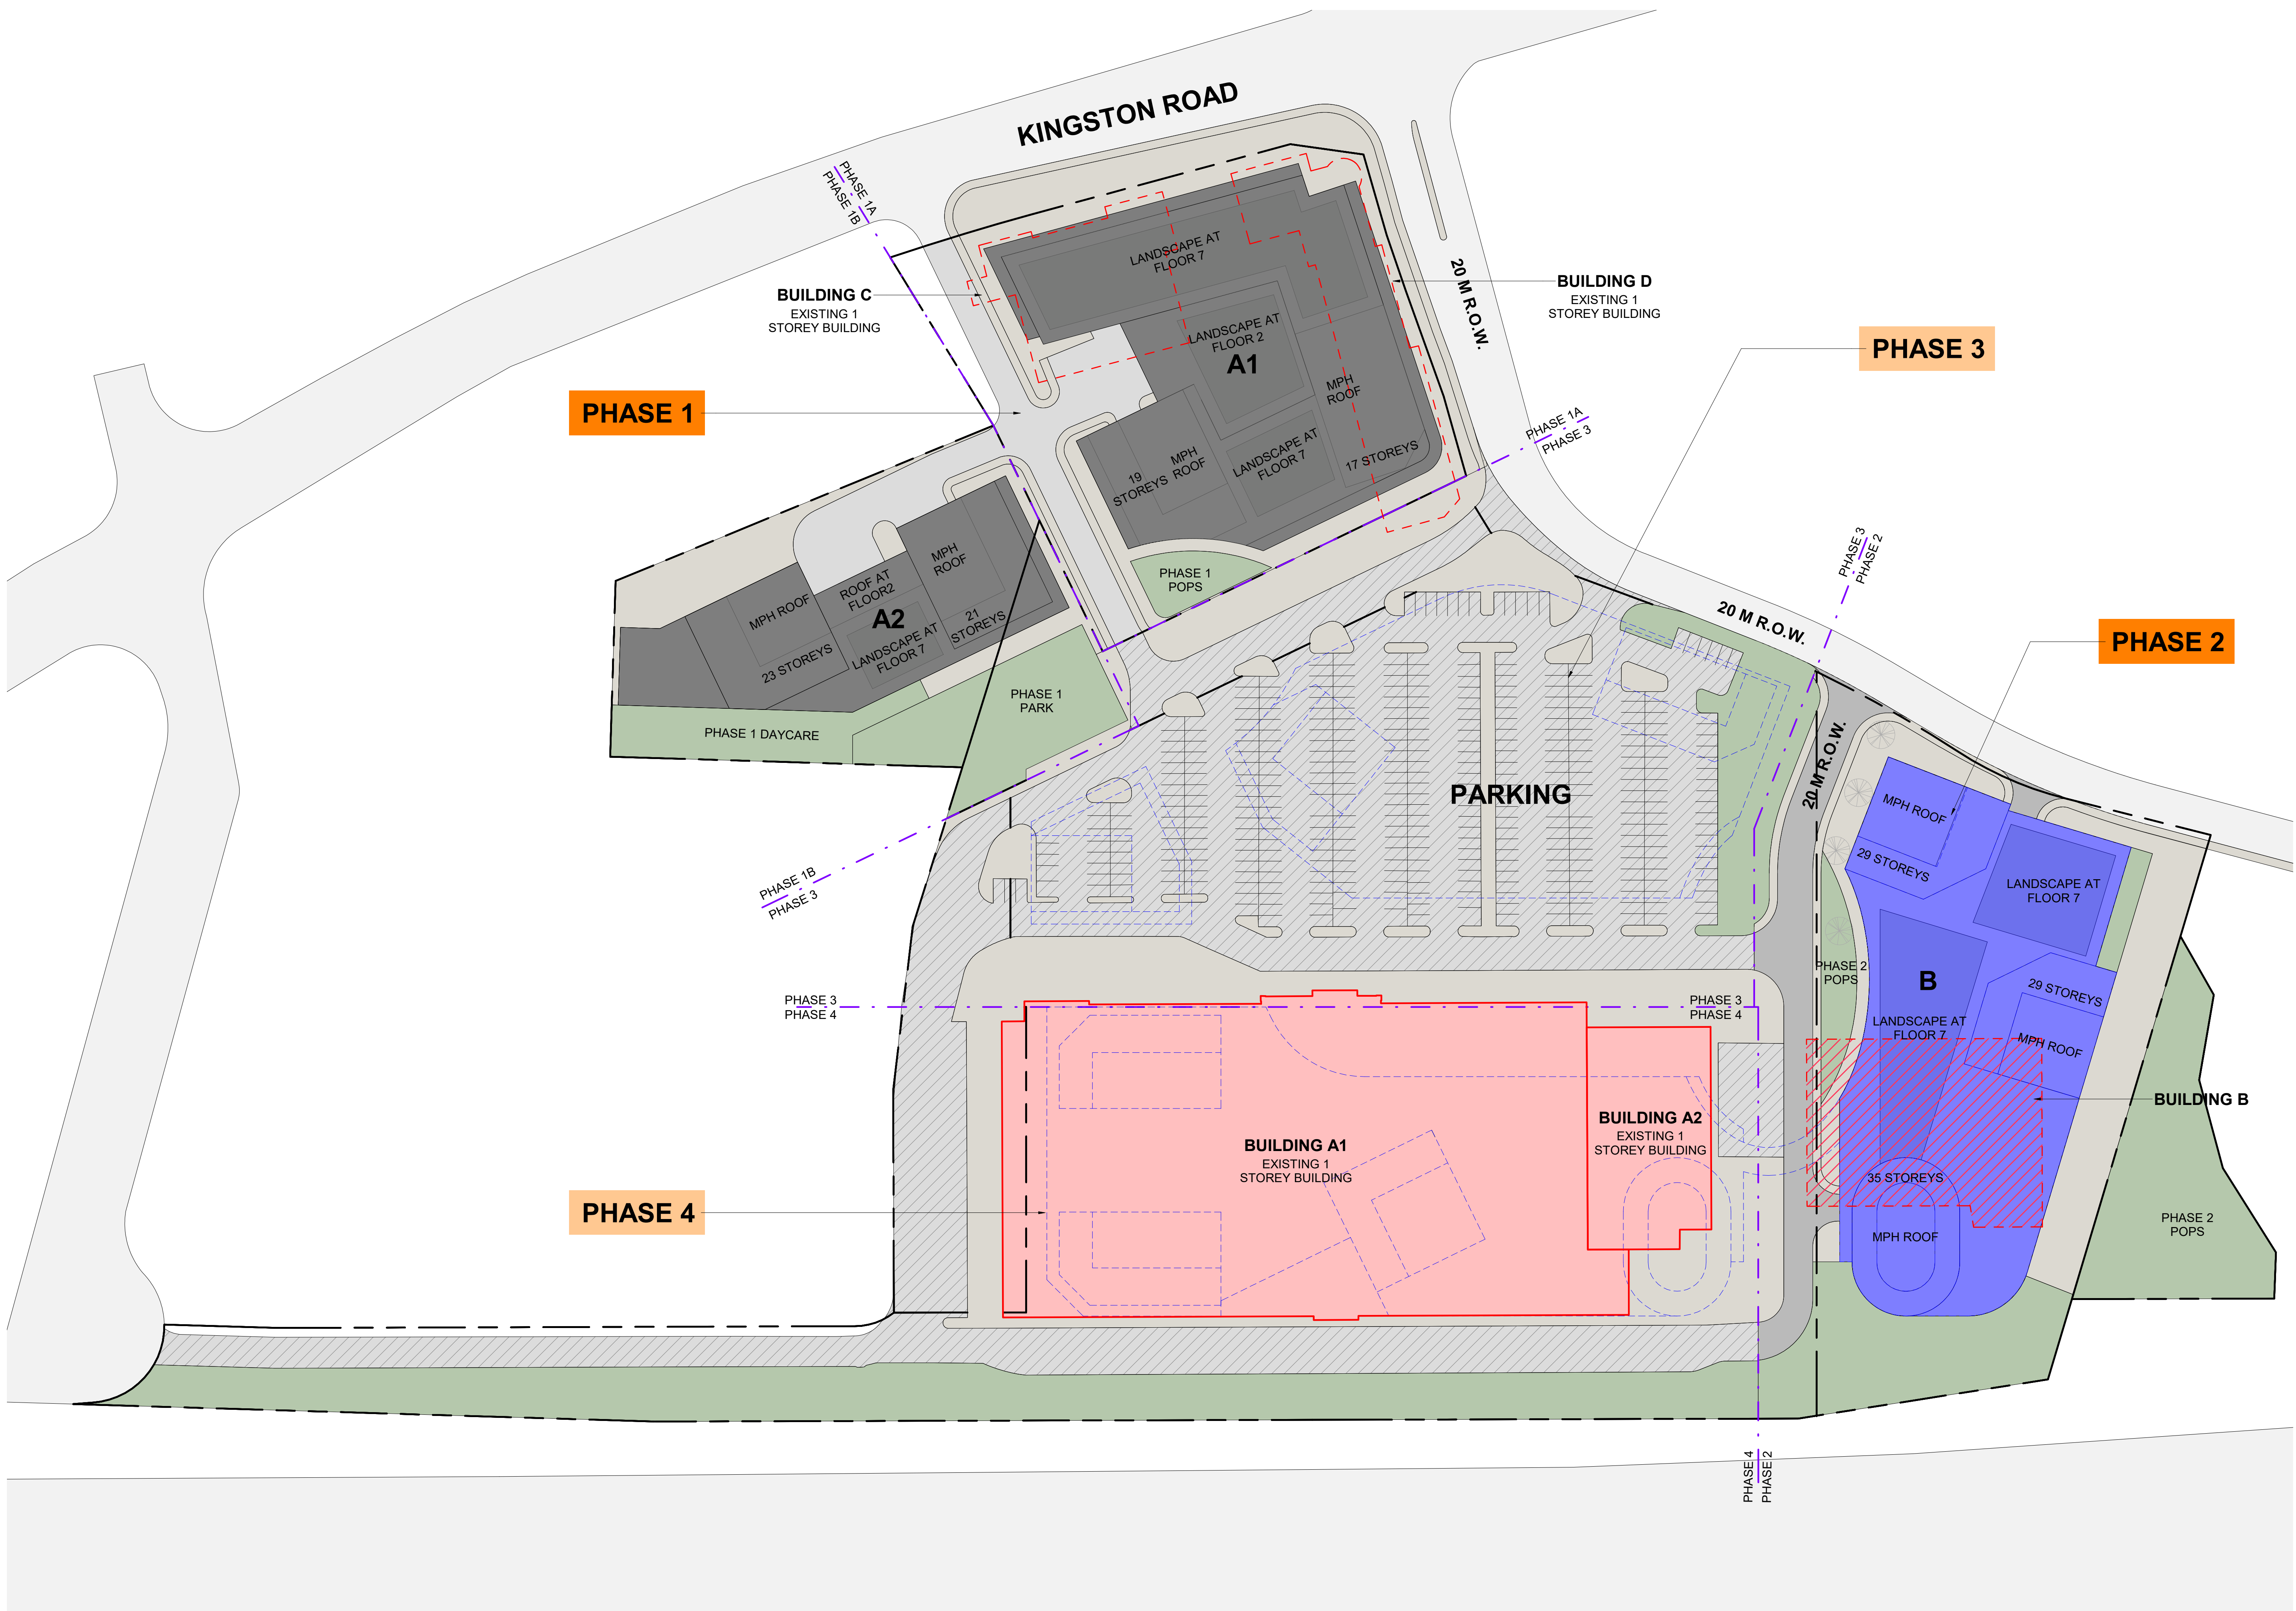 KINGSTON ROAD
PHASE 1A
PHASE 1B
BUILDING C
EXISTING 1
STOREY BUILDING
LANDSCAPE AT
FLOOR 7
20 M R.O.W.
BUILDING D
EXISTING 1
STOREY BUILDING
LANDSCAPE AT
FLOOR 2
A1
MPH
ROOF
PHASE 3
PHASE 1
PHASE 1A
PHASE 3
19
STOREYS
MPH
ROOF
LANDSCAPE AT
FLOOR 7
17 STOREYS
PHASE 3
PHASE 2
MPH
ROOF
ROOF AT
FLOOR2
MPH ROOF
A2
21
STOREYS
LANDSCAPE AT
FLOOR 7
23 STOREYS
PHASE 1
POPS
20 M R.O.W.
PHASE 2
PHASE 1
PARK
PHASE 1 DAYCARE
PARKING
20 M R.O.W.
MPH ROOF
29 STOREYS
LANDSCAPE AT
FLOOR 7
PHASE 1B
PHASE 3
PHASE 2
POPS
B
29 STOREYS
LANDSCAPE AT
FLOOR 7
MPH ROOF
PHASE 3
PHASE 4
PHASE 3
PHASE 4
BUILDING B
BUILDING A1
EXISTING 1
STOREY BUILDING
BUILDING A2
EXISTING 1
STOREY BUILDING
35 STOREYS
MPH ROOF
PHASE 4
PHASE 2
POPS
PHASE 4
PHASE 2